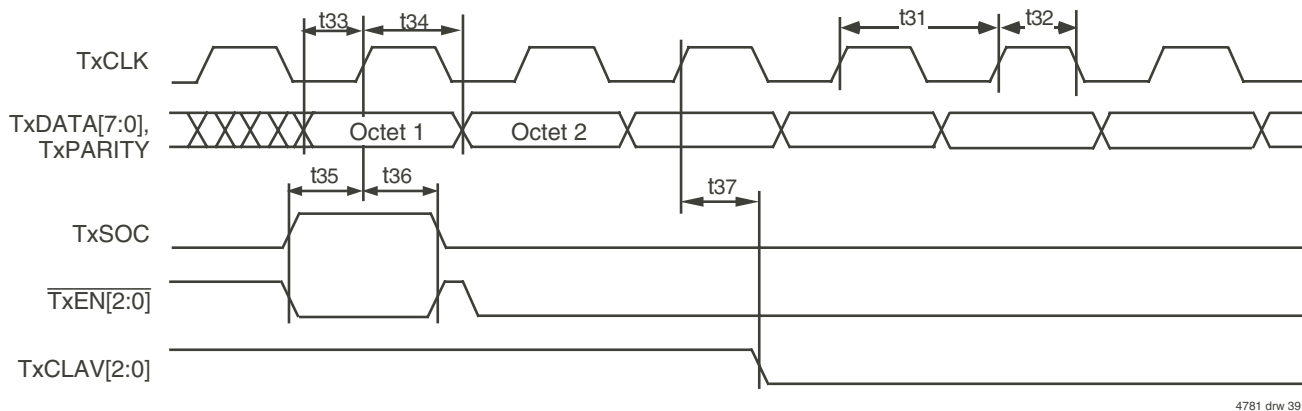 t33 t34 t31 t32
TxCLK
TxDATA[7:0],
TxPARITY
Octet 1 Octet 2
t35 t36 t37
TxSOC
TxEN[2:0]
TxCLAV[2:0]
4781 drw 39